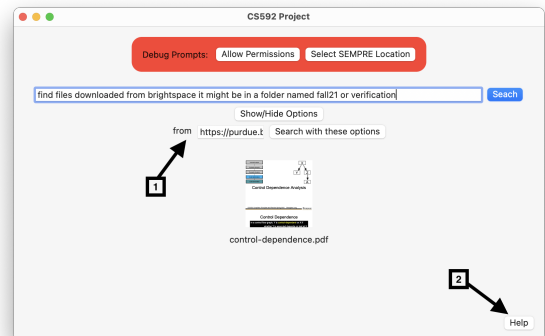 CS592 Project
Debug Prompts: Allow Permissions Select SEMPRE Location
find files downloaded from brightspace it might be in a folder named fall21 or verification Seach
Show/Hide Options
from https://purdue.b Search with these options
1
Control Dependence Analysis
Control Dependence
control-dependence.pdf
2
Help